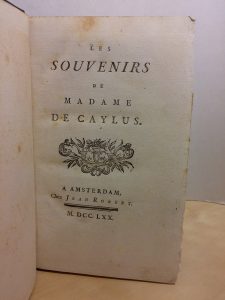 LES
SOUVENIRS
DE
MADAME
DE CAYLUS.
A AMSTERDAM,
Chez JEAN ROBERT.
M. DCC LXX.